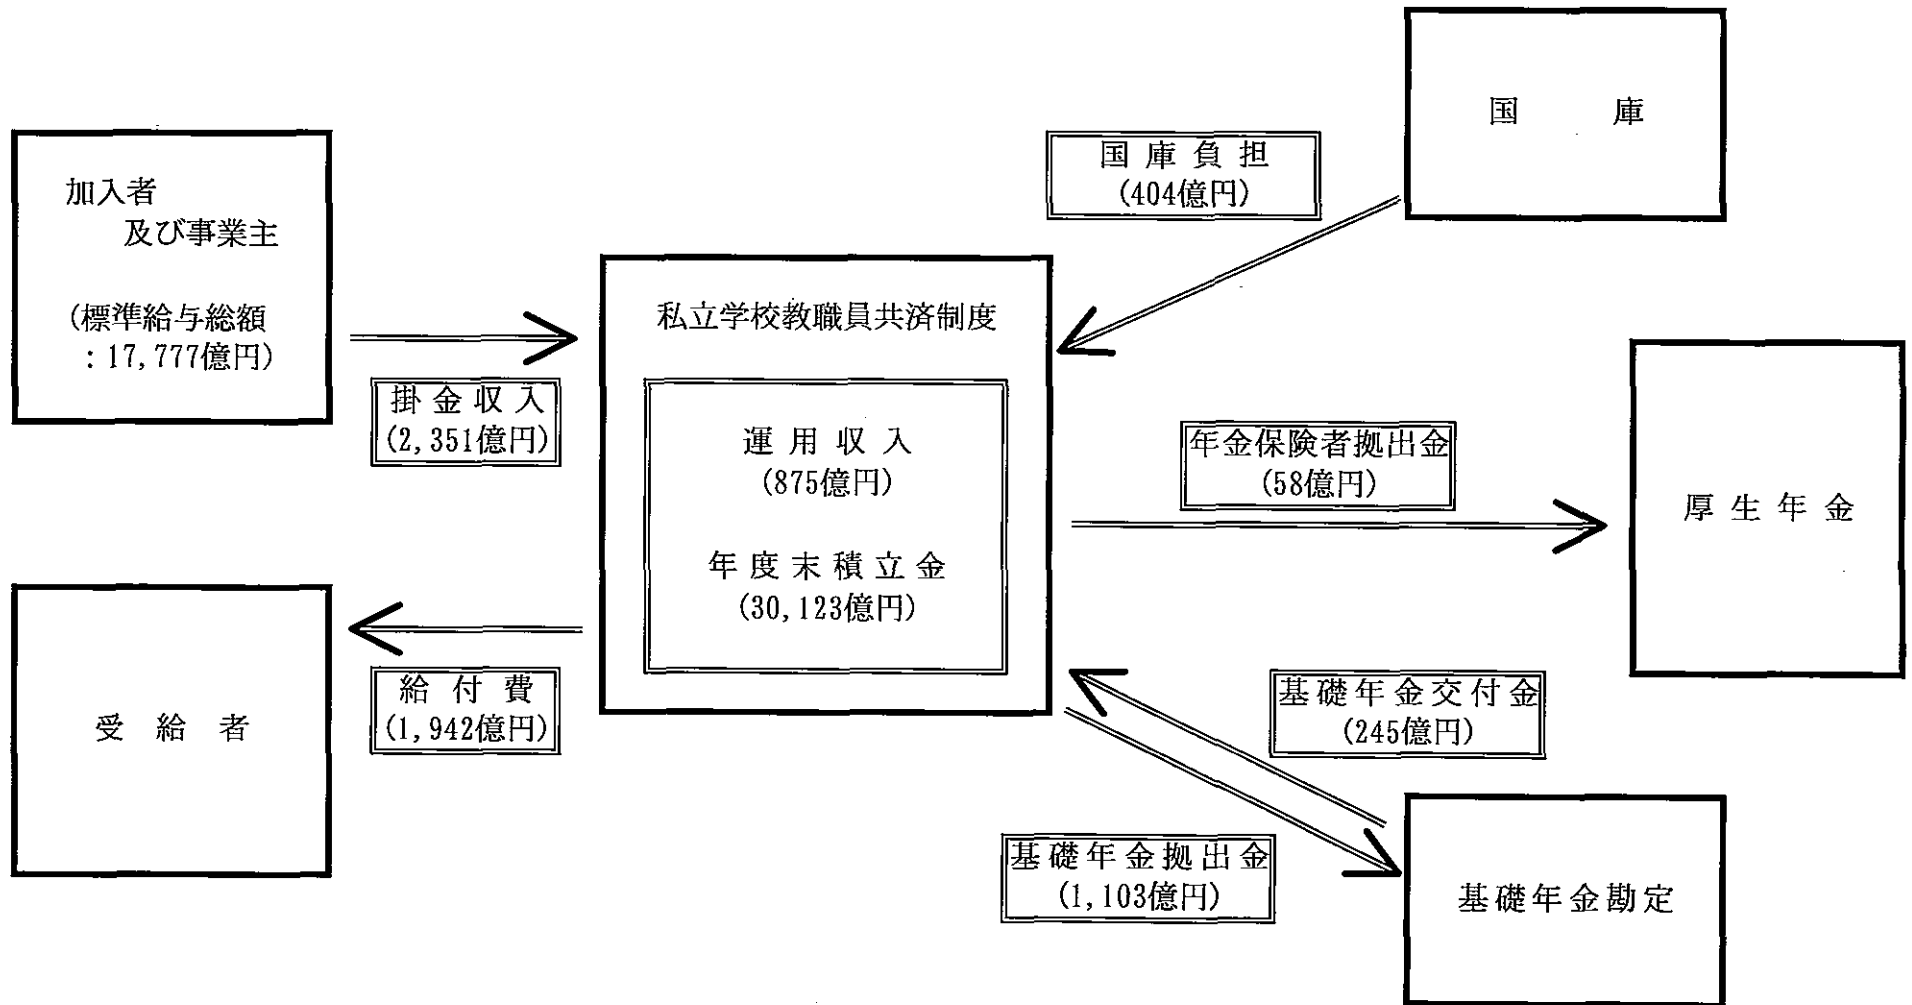 国庫
国庫負担
(404億円)
加入者
及び事業主
(標準給与総額
：17,777億円)
私立学校教職員共済制度
掛金収入
(2,351億円)
運用収入
(875億円)
年度末積立金
(30,123億円)
年金保険者拠出金
(58億円)
厚生年金
受給者
給付費
(1,942億円)
基礎年金交付金
(245億円)
基礎年金拠出金
(1,103億円)
基礎年金勘定